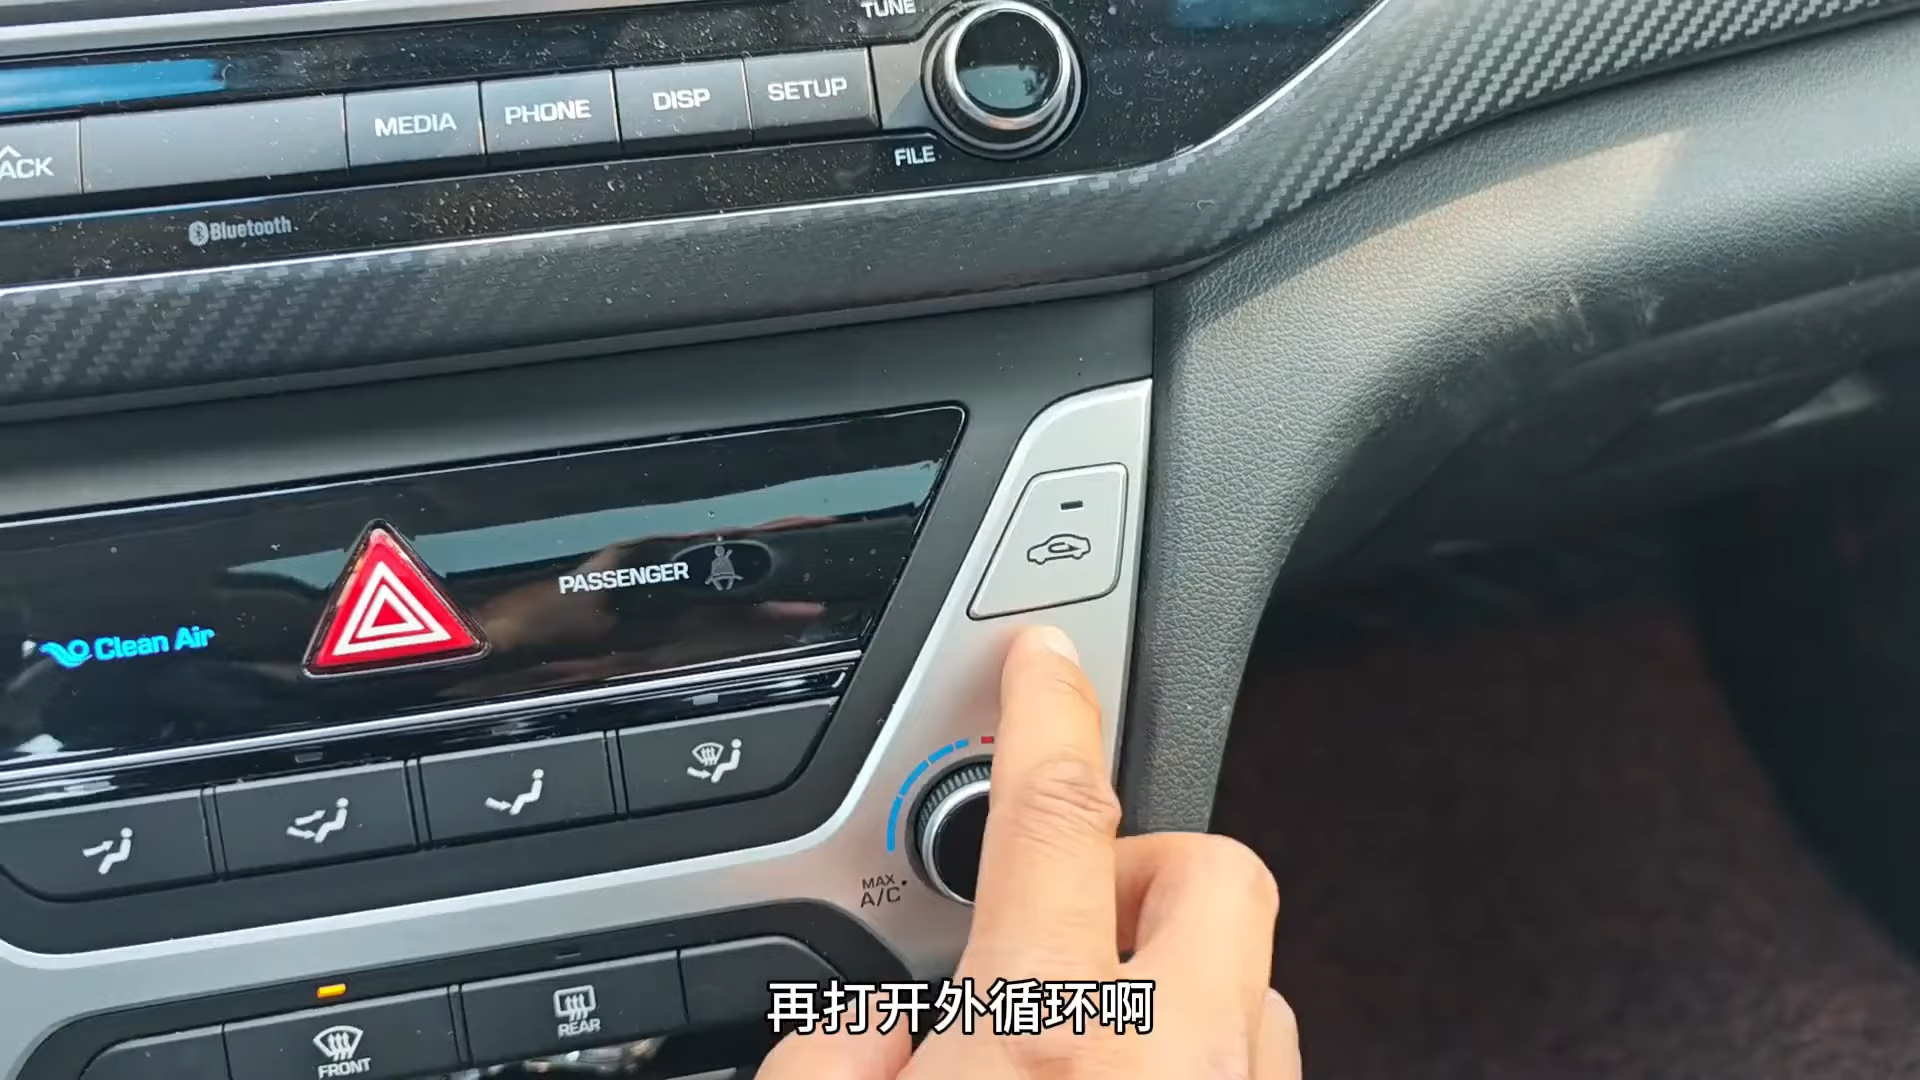 TUNE
MEDIA
PHONE
DISP
SETUP
ACK
FILE
Bluetooth
PASSENGER
Clean Air
MAX
A/C
REAR
FRONT
再打开外循环啊